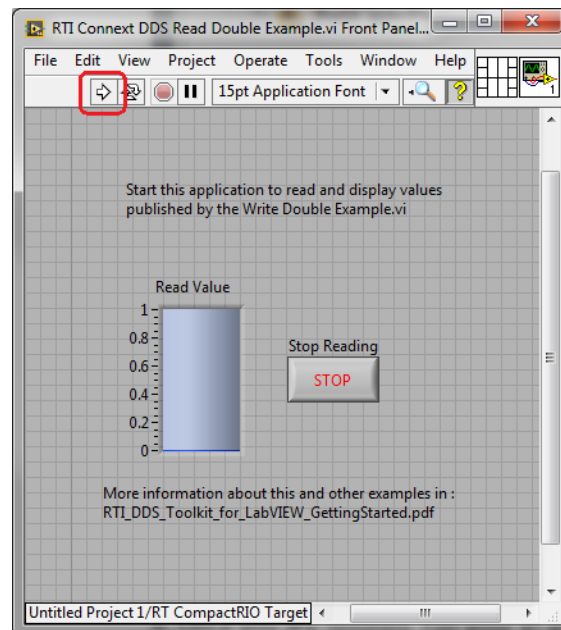 RTI Connext DDS Read Double Example.vi Front Panel...
File Edit View Project Operate Tools Window Help
15pt Application Font
1
Start this application to read and display values
published by the Write Double Example.vi
Read Value
1
0.8
0.6
0.4
0.2
0
Stop Reading
STOP
More information about this and other examples in :
RTI_DDS_Toolkit_for_LabVIEW_GettingStarted.pdf
Untitled Project 1/RT CompactRIO Target